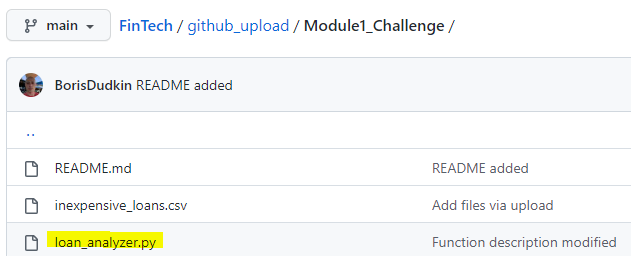 main FinTech / github_upload / Module1_Challenge /
BorisDudkin README added
..
README.md README added
inexpensive_loans.csv Add files via upload
loan_analyzer.py Function description modified